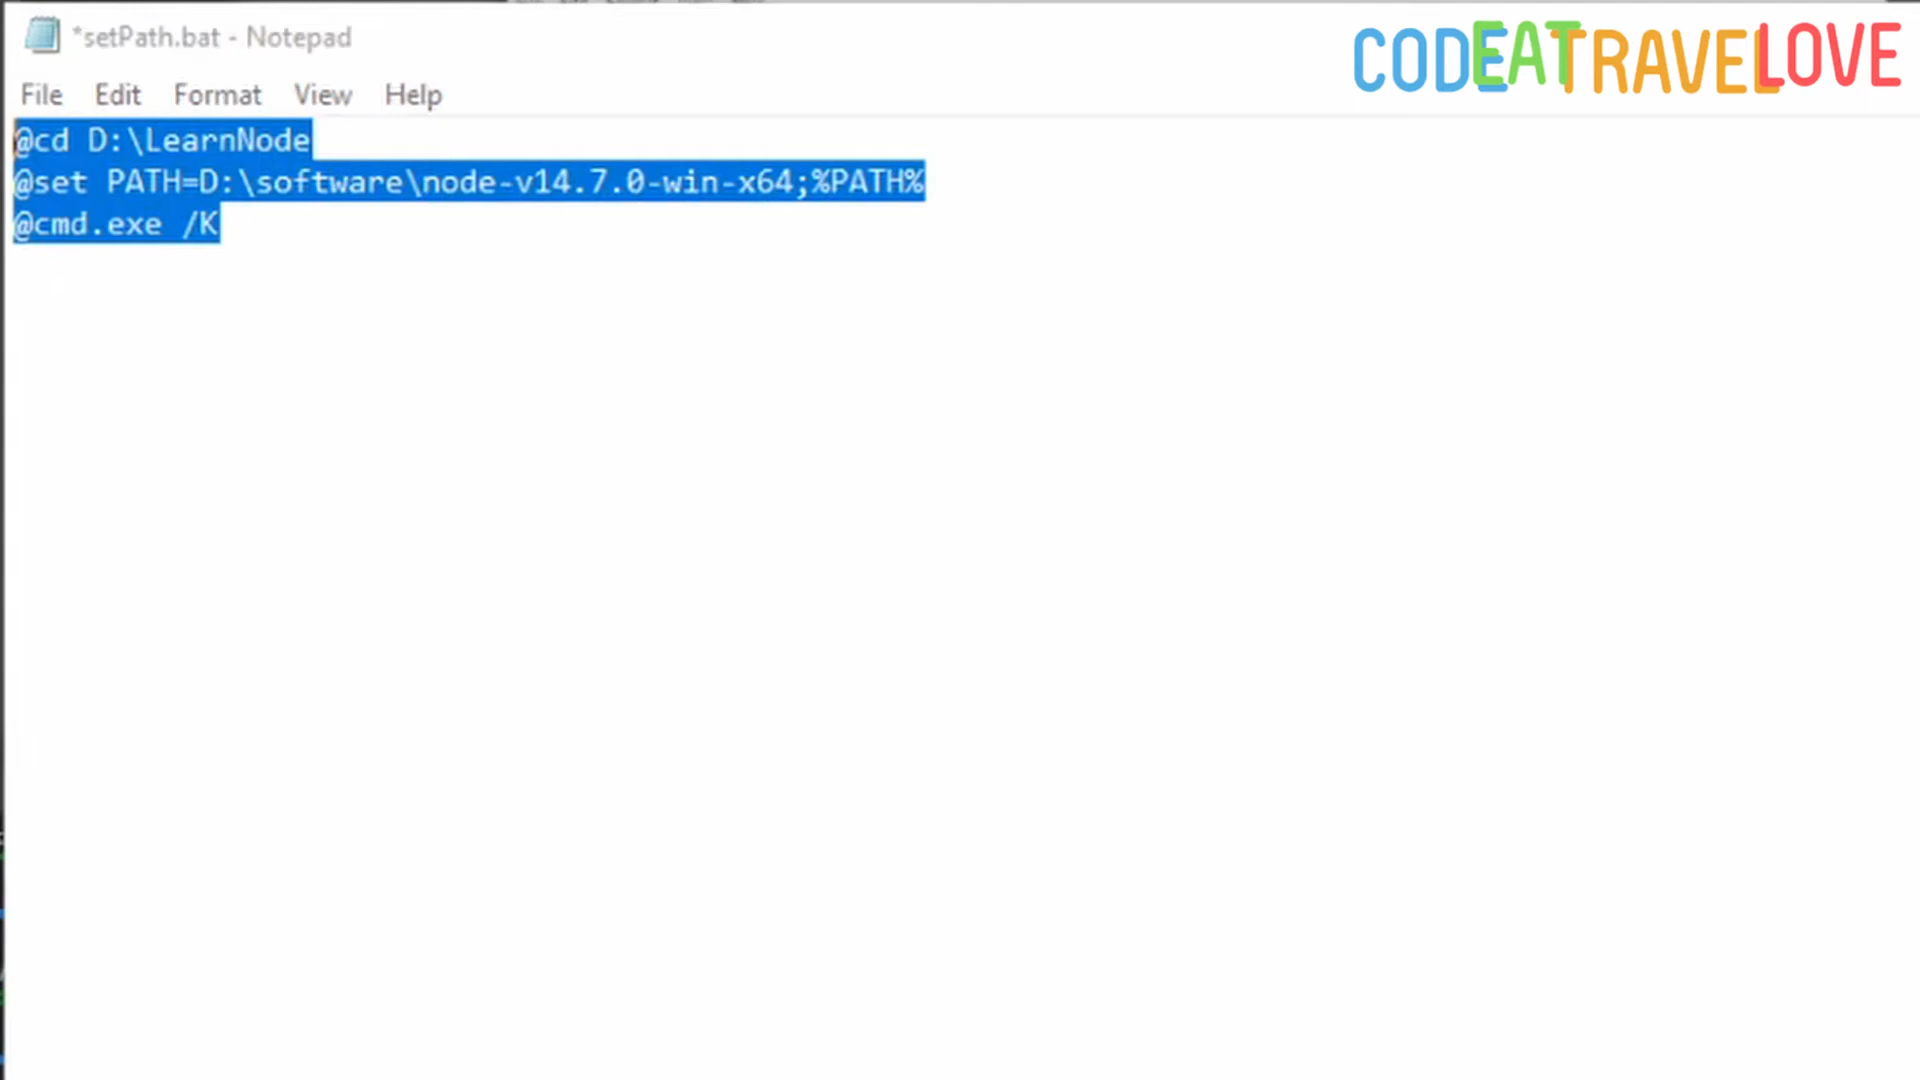 *setPath.bat - Notepad
CODEATRAVELOVE
File Edit Format View Help
@cd D:\LearnNode
@set PATH=D:\software\node-v14.7.0-win-x64;%PATH%
@cmd.exe /K